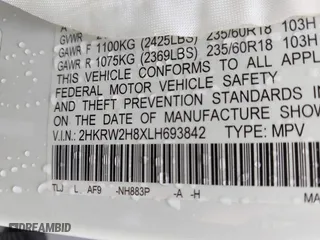 GVWR
GAWR F 1100KG (2425LBS) 235/60R18 103H
GAWR R 1075KG (2369LBS) 235/60R18 103H
THIS VEHICLE CONFORMS TO ALL APPL
FEDERAL MOTOR VEHICLE SAFETY
AND THEFT PREVENTION STANDARDS IN
ON THE DATE OF MANUFACTURE SHOW
V.I.N.: 2HKRW2H8XLH693842 TYPE: MPV
TLJ L AF9 -NH883P -A -H
MA
DREAMBID